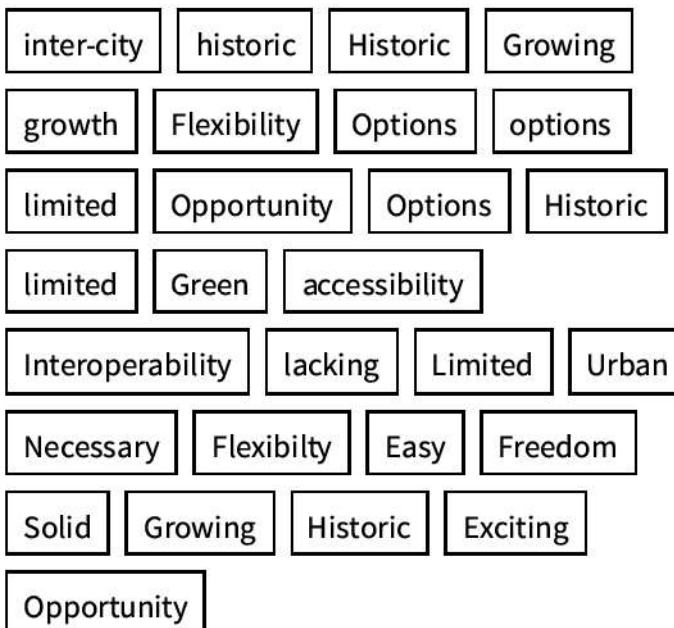 inter-city historic Historic Growing
growth Flexibility Options options
limited Opportunity Options Historic
limited Green accessibility
Interoperability lacking Limited Urban
Necessary Flexibilty Easy Freedom
Solid Growing Historic Exciting
Opportunity